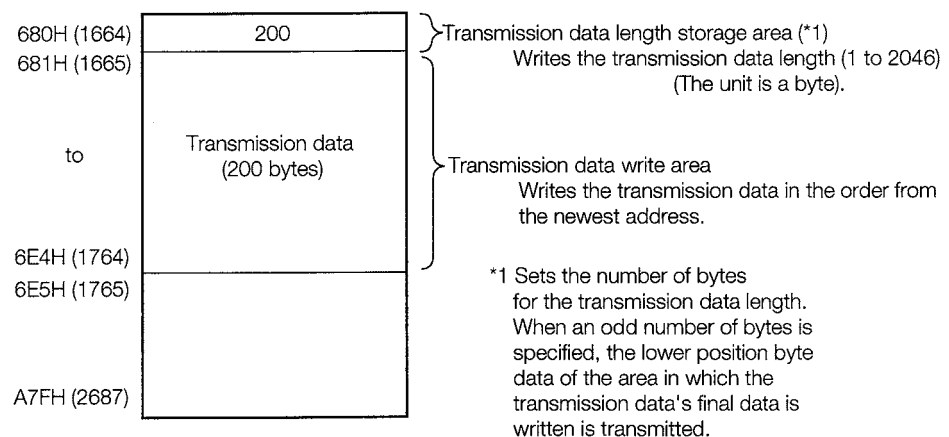 680H (1664)
200
Transmission data length storage area (*1)
Writes the transmission data length (1 to 2046)
(The unit is a byte).
681H (1665)
to
Transmission data
(200 bytes)
Transmission data write area
Writes the transmission data in the order from
the newest address.
6E4H (1764)
6E5H (1765)
A7FH (2687)
*1 Sets the number of bytes
for the transmission data length.
When an odd number of bytes is
specified, the lower position byte
data of the area in which the
transmission data's final data is
written is transmitted.